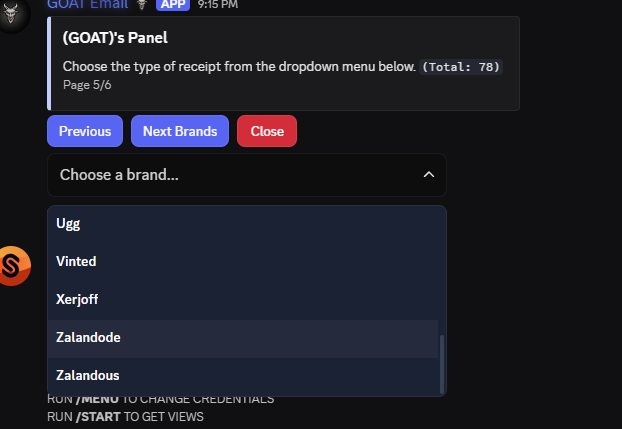 GOAT Email APP 9:15 PM
(GOAT)'s Panel
Choose the type of receipt from the dropdown menu below. (Total: 78)
Page 5/6
Previous Next Brands Close
Choose a brand...
Ugg
Vinted
Xerjoff
Zalandode
Zalandous
RUN /MENU TO CHANGE CREDENTIALS
RUN /START TO GET VIEWS